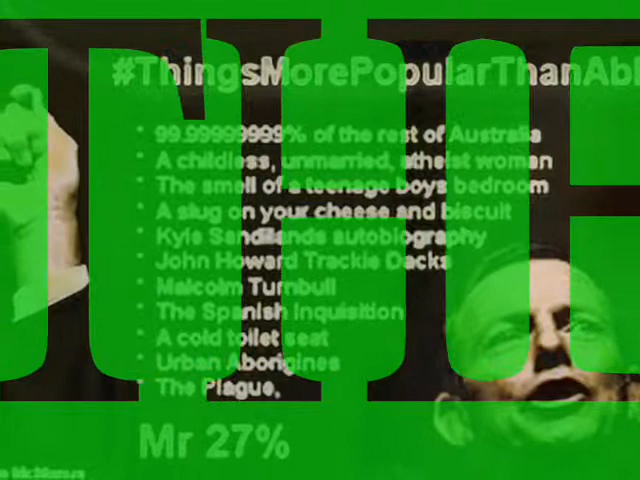 THE
#ThingsMorePopularThanAb
* 99.99999999% of the rest of Australia
* A childless, unmarried, atheist woman
* The smell of a teenage boys bedroom
* A slug on your cheese and biscuit
* Kyle Sandilands autobiography
* John Howard Trackie Dacks
* Malcolm Turnbull
* The Spanish Inquisition
* A cold toilet seat
* Urban Aborigines
* The Plague,
Mr 27%